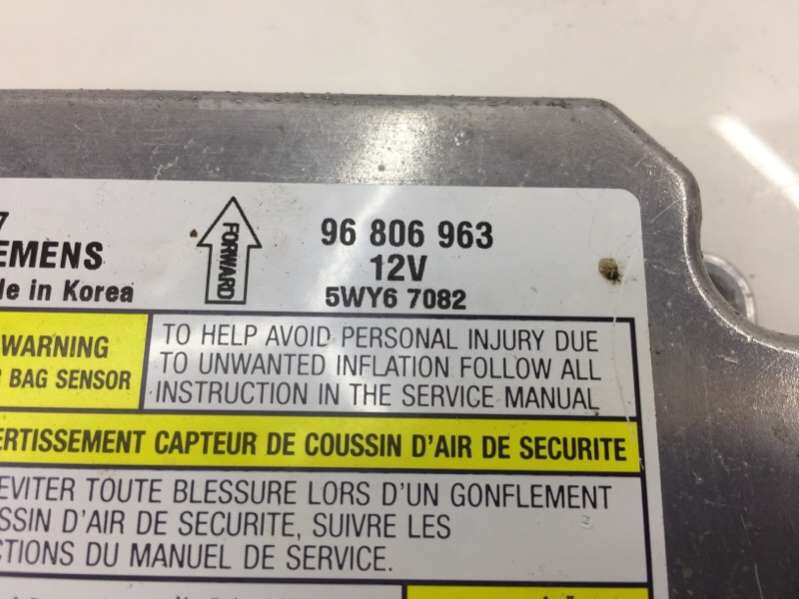 7
EMENS
le in Korea
FORWARD
96 806 963
12V
5WY6 7082
WARNING
BAG SENSOR
TO HELP AVOID PERSONAL INJURY DUE
TO UNWANTED INFLATION FOLLOW ALL
INSTRUCTION IN THE SERVICE MANUAL
ERTISSEMENT CAPTEUR DE COUSSIN D'AIR DE SECURITE
EVITER TOUTE BLESSURE LORS D'UN GONFLEMENT
SSIN D'AIR DE SECURITE, SUIVRE LES
CTIONS DU MANUEL DE SERVICE.